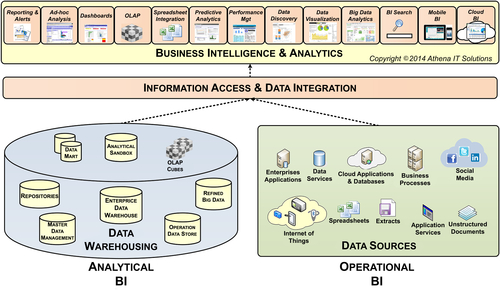 Reporting & Alerts
Ad-hoc Analysis
Dashboards
OLAP
Spreadsheet Integration
Predictive Analytics
Performance Mgt
Data Discovery
Data Visualization
Big Data Analytics
BI Search
Mobile BI
Cloud BI
BUSINESS INTELLIGENCE & ANALYTICS
Copyright ©2014 Athena IT Solutions
INFORMATION ACCESS & DATA INTEGRATION
DATA MART
ANALYTICAL SANDBOX
OLAP CUBES
REPOSITORIES
ENTERPRICE DATA WAREHOUSE
REFINED BIG DATA
MASTER DATA MANAGEMENT
OPERATION DATA STORE
DATA WAREHOUSING
ANALYTICAL BI
Enterprises Applications
Data Services
Cloud Applications & Databases
Business Processes
Social Media
Internet of Things
Spreadsheets
Extracts
Application Services
Unstructured Documents
DATA SOURCES
OPERATIONAL BI